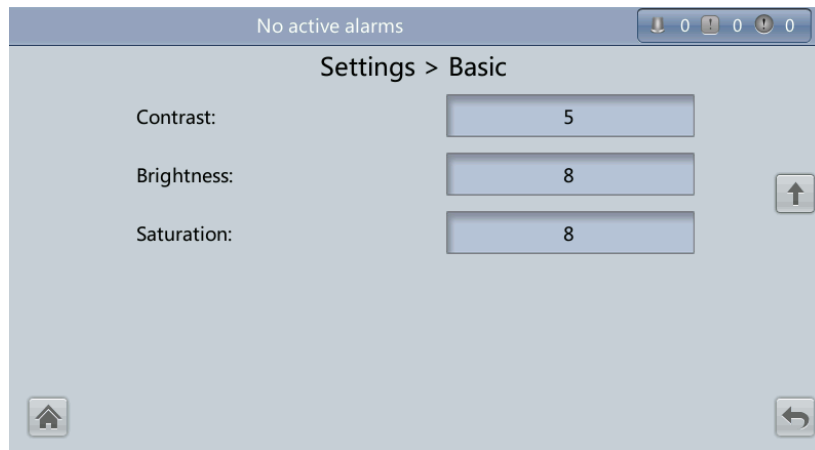 No active alarms 0 0 0
Settings > Basic
Contrast: 5
Brightness: 8
Saturation: 8